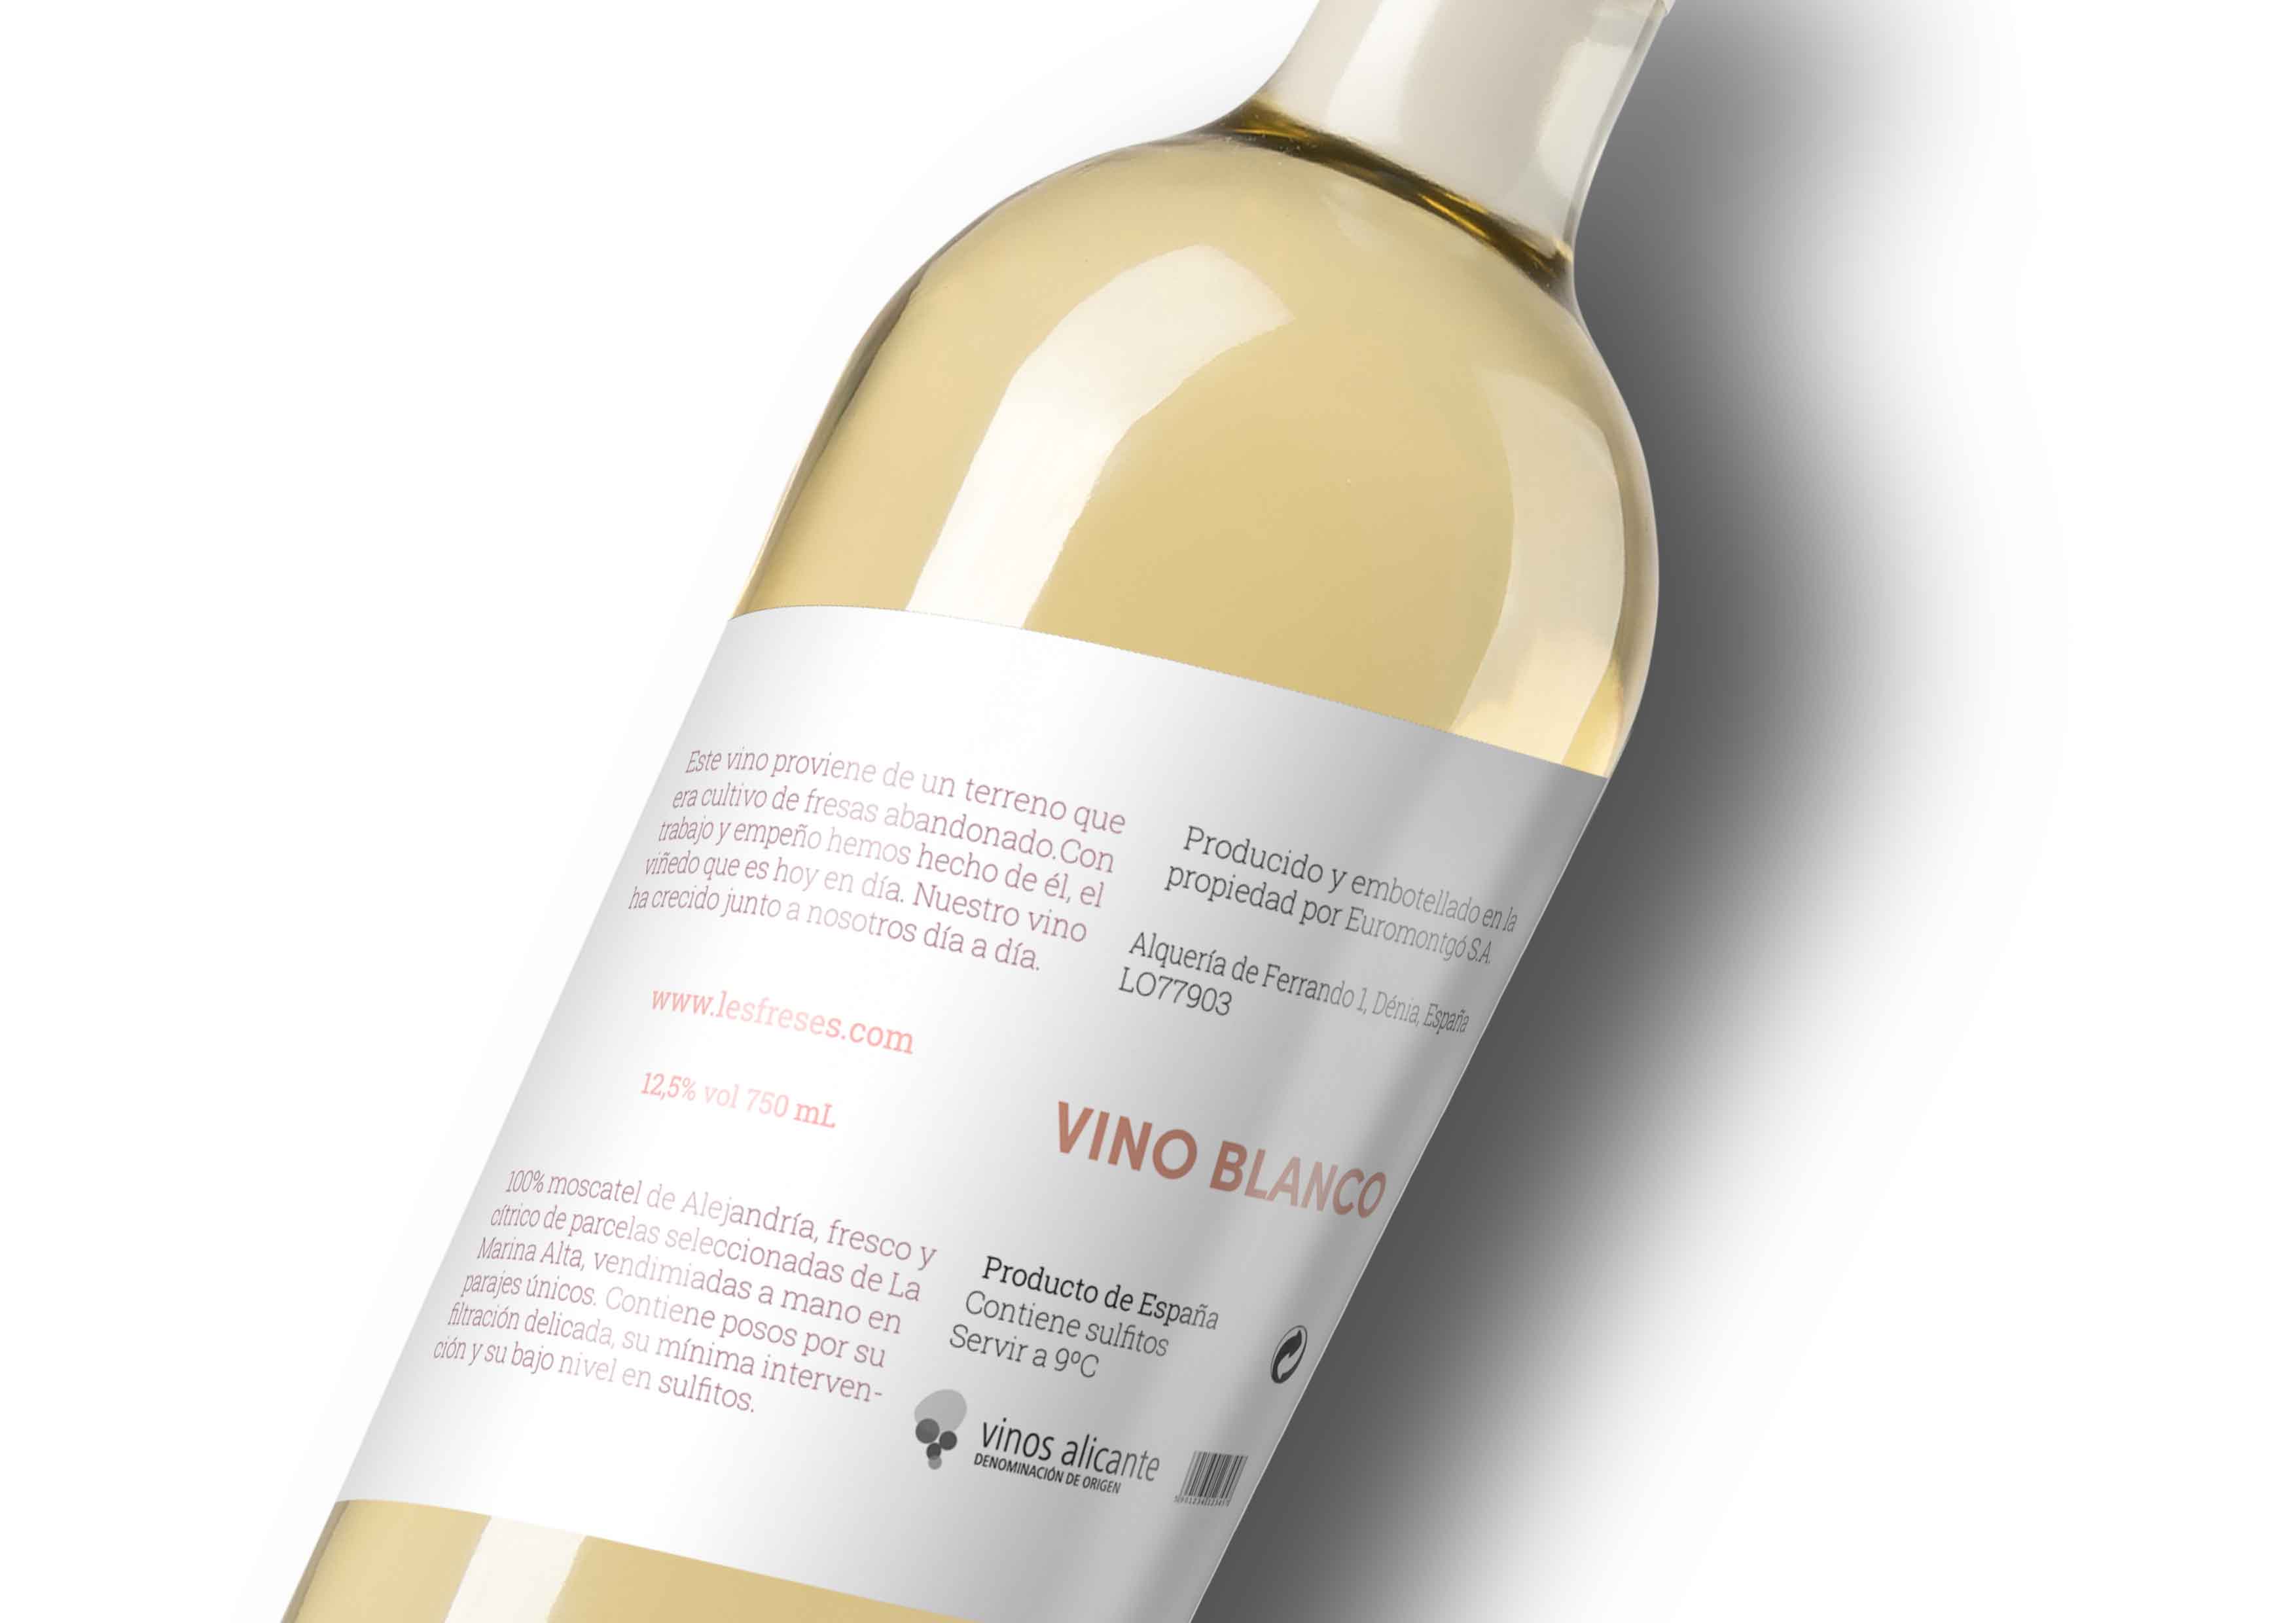 Este vino proviene de un terreno que
era cultivo de fresas abandonado.Con
trabajo y empeño hemos hecho de él, el
viñedo que es hoy en día. Nuestro vino
ha crecido junto a nosotros día a día.
www.lesfreses.com
12,5% vol 750 mL
100% moscatel de Alejandría, fresco y
cítrico de parcelas seleccionadas de La
Marina Alta, vendimiadas a mano en
parajes únicos. Contiene posos por su
filtración delicada, su mínima interven-
ción y su bajo nivel en sulfitos.
Producido y embotellado en la
propiedad por Euromontgó S.A.
Alquería de Ferrando 1, Dénia, España
LO77903
VINO BLANCO
Producto de España
Contiene sulfitos
Servir a 9ºC
vinos alicante
DENOMINACIÓN DE ORIGEN